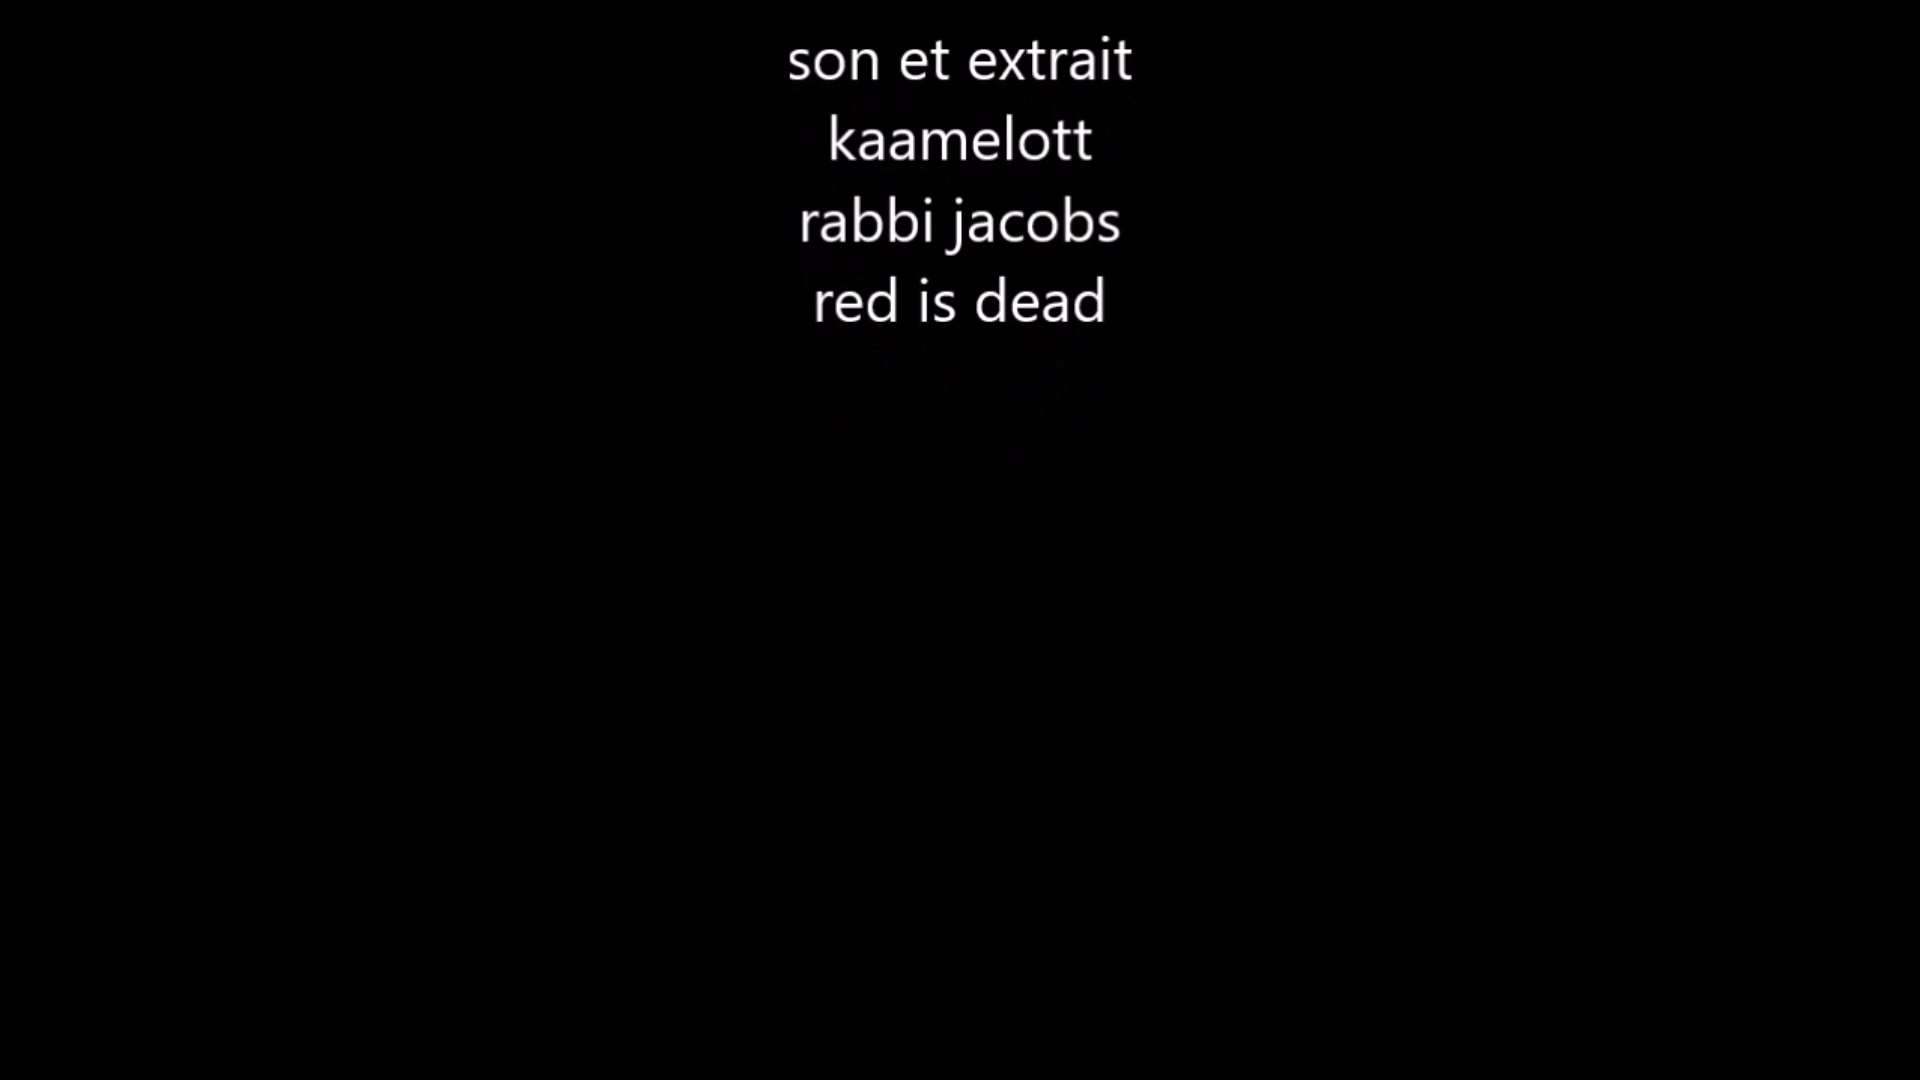 son et extrait
kaamelott
rabbi jacobs
red is dead